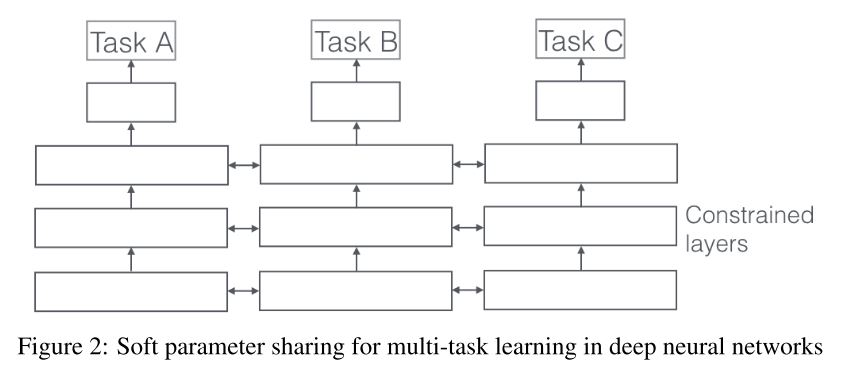 Task A
Task B
Task C
Constrained
layers
Figure 2: Soft parameter sharing for multi-task learning in deep neural networks